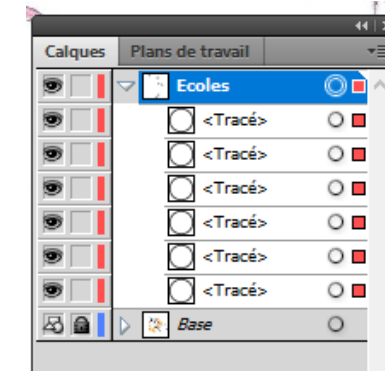 Calques Plans de travail
Ecoles
<Tracé>
<Tracé>
<Tracé>
<Tracé>
<Tracé>
<Tracé>
Base